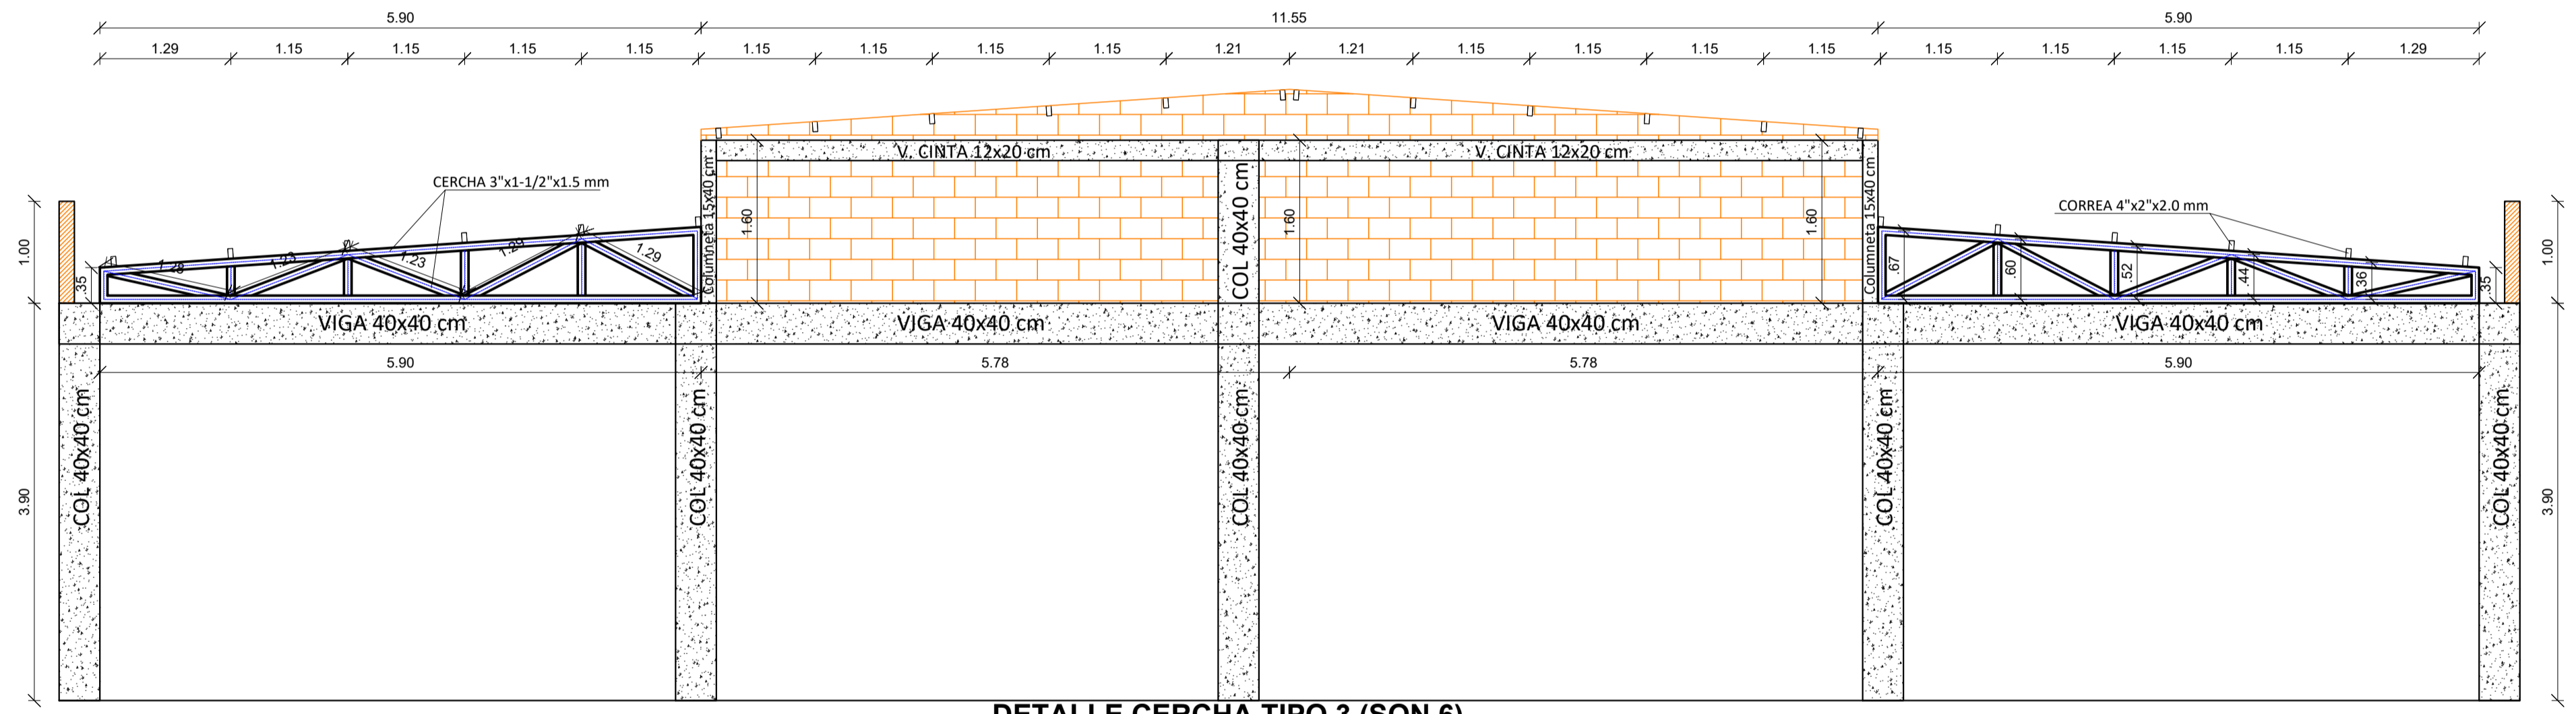 5.90 11.55 5.90
1.29 1.15 1.15 1.15 1.15 1.15 1.15 1.15 1.15 1.21 1.21 1.15 1.15 1.15 1.15 1.15 1.15 1.15 1.15 1.29
V. CINTA 12x20 cm V. CINTA 12x20 cm
CERCHA 3"x1-1/2"x1.5 mm
CORREA 4"x2"x2.0 mm
Columneta 15x40 cm
COL 40x40 cm
Columneta 15x40 cm
1.60 1.60 1.60
1.00 1.00
.35 1.28 1.23 1.23 1.29 1.29
.67 .60 .52 .44 .36 .35
VIGA 40x40 cm VIGA 40x40 cm VIGA 40x40 cm VIGA 40x40 cm
5.90 5.78 5.78 5.90
COL 40x40 cm COL 40x40 cm COL 40x40 cm COL 40x40 cm COL 40x40 cm
3.90 3.90
DETALLE CERCHA TIPO 3 (SON 6)